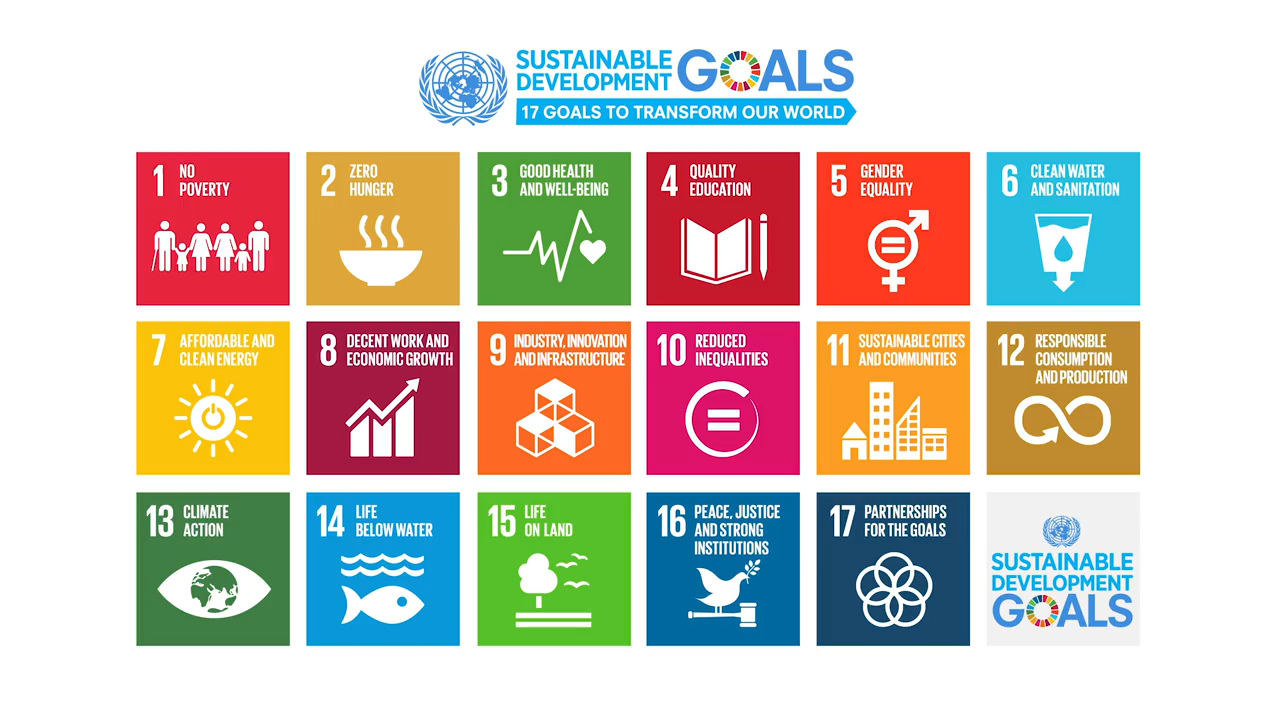 SUSTAINABLE
DEVELOPMENT
GOALS
17 GOALS TO TRANSFORM OUR WORLD
1 NO
POVERTY
2 ZERO
HUNGER
3 GOOD HEALTH
AND WELL-BEING
4 QUALITY
EDUCATION
5 GENDER
EQUALITY
6 CLEAN WATER
AND SANITATION
7 AFFORDABLE AND
CLEAN ENERGY
8 DECENT WORK AND
ECONOMIC GROWTH
9 INDUSTRY, INNOVATION
AND INFRASTRUCTURE
10 REDUCED
INEQUALITIES
11 SUSTAINABLE CITIES
AND COMMUNITIES
12 RESPONSIBLE
CONSUMPTION
AND PRODUCTION
13 CLIMATE
ACTION
14 LIFE
BELOW WATER
15 LIFE
ON LAND
16 PEACE, JUSTICE
AND STRONG
INSTITUTIONS
17 PARTNERSHIPS
FOR THE GOALS
SUSTAINABLE
DEVELOPMENT
GOALS